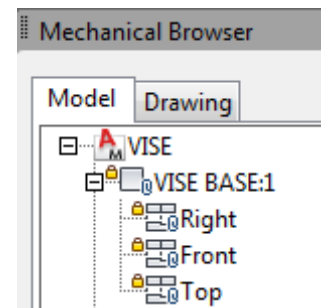 Mechanical Browser
Model Drawing
VISE
VISE BASE:1
Right
Front
Top